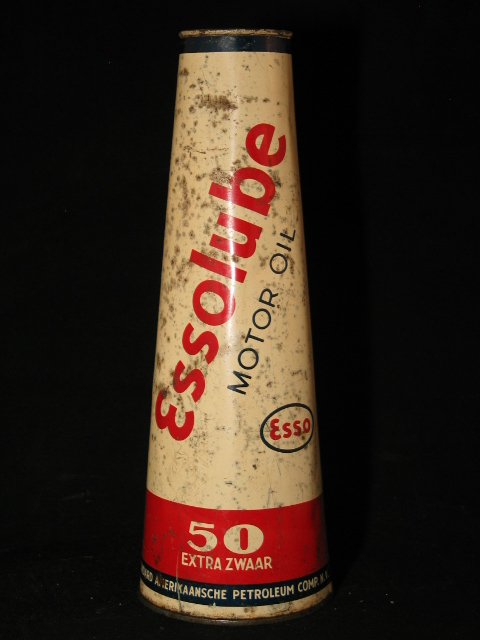 Essolube
MOTOR OIL
Esso
50
EXTRA ZWAAR
AMERIKAANSCHE PETROLEUM COMP. N.V.